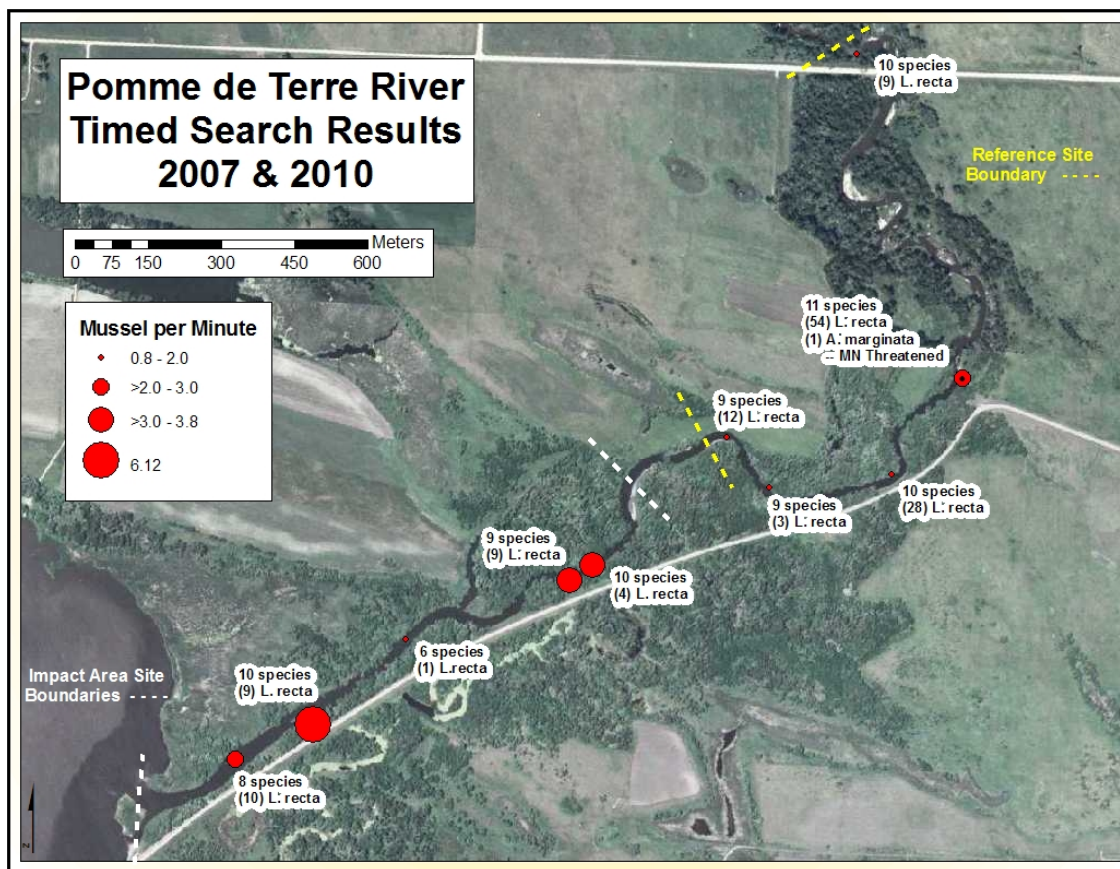 Pomme de Terre River
Timed Search Results
2007 & 2010
Meters
0 75 150 300 450 600
Mussel per Minute
0.8 - 2.0
>2.0 - 3.0
>3.0 - 3.8
6.12
10 species
(9) L. recta
Reference Site
Boundary ----
11 species
(54) L. recta
(1) A. marginata
-- MN Threatened
9 species
(12) L. recta
9 species
(3) L. recta
10 species
(28) L. recta
9 species
(9) L. recta
10 species
(4) L. recta
6 species
(1) L.recta
10 species
(9) L. recta
Impact Area Site
Boundaries ----
8 species
(10) L. recta
N